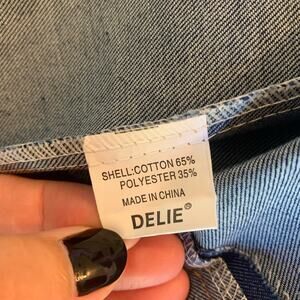 SHELL:COTTON 65%
POLYESTER 35%
MADE IN CHINA
DELIE®